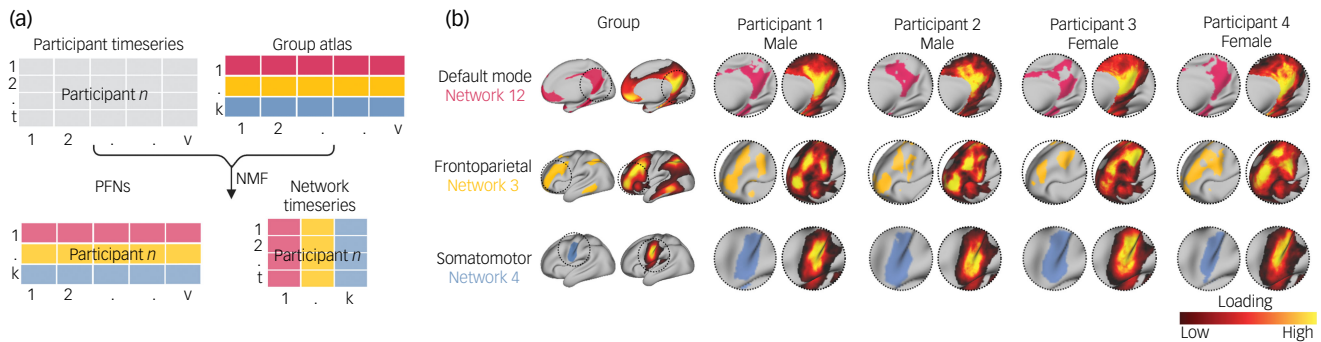 (a)
Participant timeseries
1
2
.
t
Participant n
1 2 . . v
Group atlas
1
.
k
1 2 . . v
NMF
PFNs
1
.
k
Participant n
1 2 . . v
Network
timeseries
1
2
.
t
Participant n
1 . k
(b)
Group
Participant 1
Male
Participant 2
Male
Participant 3
Female
Participant 4
Female
Default mode
Network 12
Frontoparietal
Network 3
Somatomotor
Network 4
Loading
Low High